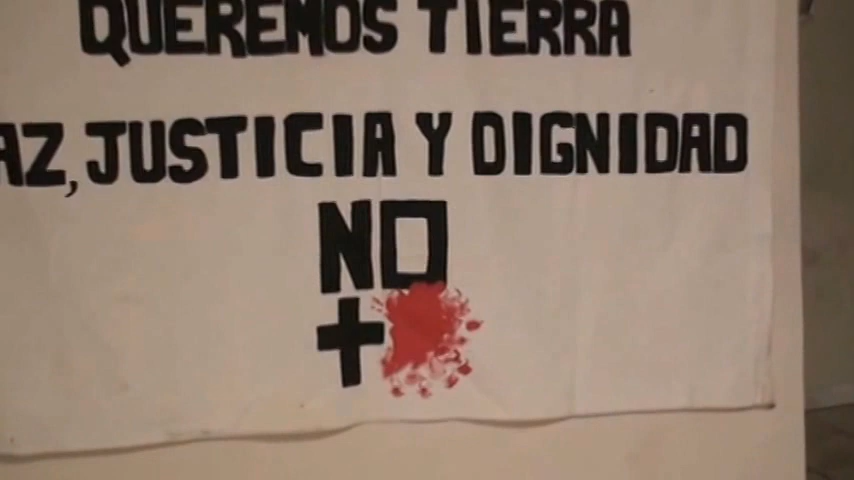 QUEREMOS TIERRA
AZ, JUSTICIA Y DIGNIDAD
NO
+